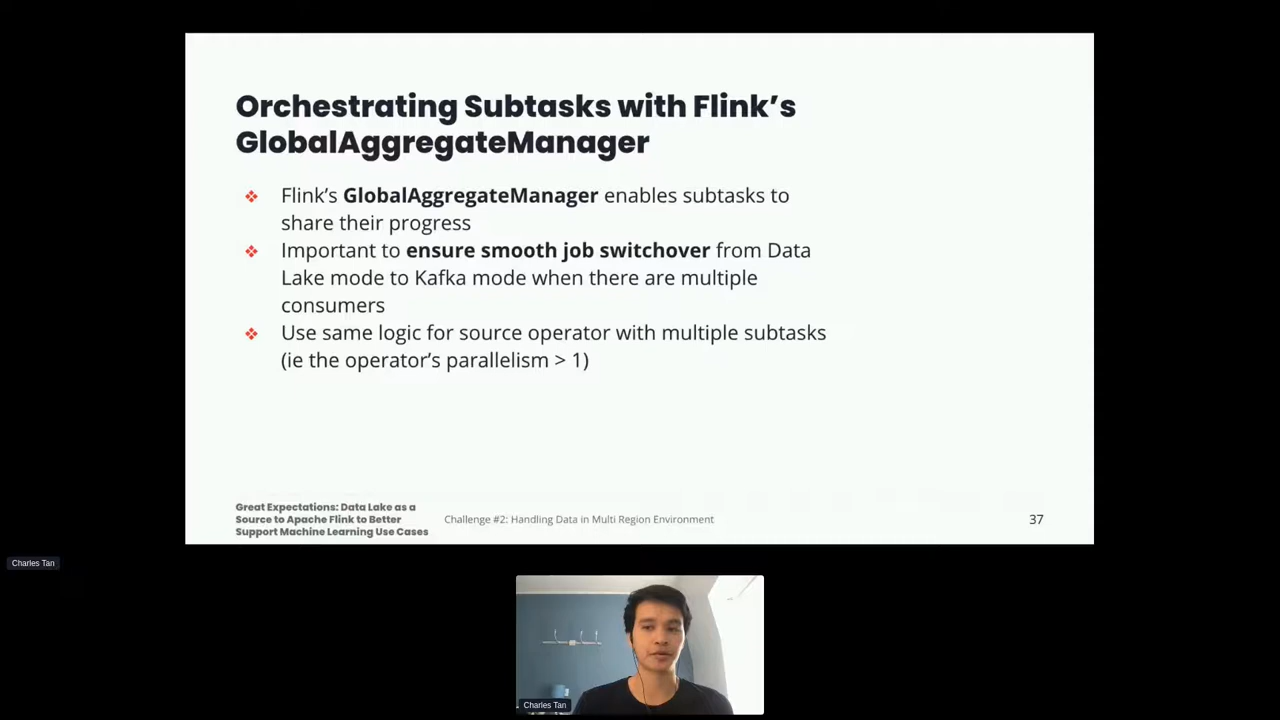 Orchestrating Subtasks with Flink’s
GlobalAggregateManager
❖ Flink’s GlobalAggregateManager enables subtasks to
share their progress
❖ Important to ensure smooth job switchover from Data
Lake mode to Kafka mode when there are multiple
consumers
❖ Use same logic for source operator with multiple subtasks
(ie the operator’s parallelism > 1)
Great Expectations: Data Lake as a
Source to Apache Flink to Better
Support Machine Learning Use Cases
Challenge #2: Handling Data in Multi Region Environment
37
Charles Tan
Charles Tan